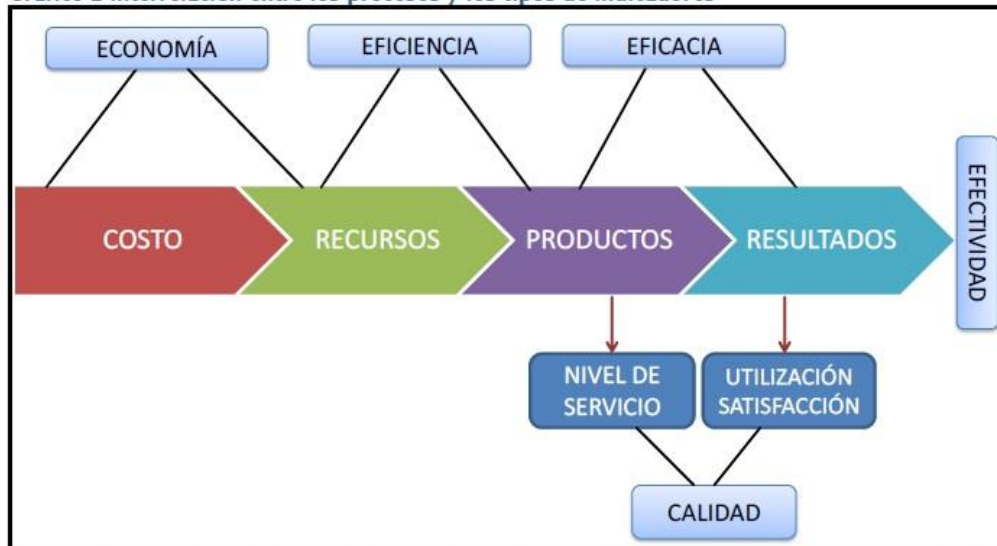 ECONOMÍA
EFICIENCIA
EFICACIA
COSTO
RECURSOS
PRODUCTOS
RESULTADOS
EFECTIVIDAD
NIVEL DE
SERVICIO
UTILIZACIÓN
SATISFACCIÓN
CALIDAD